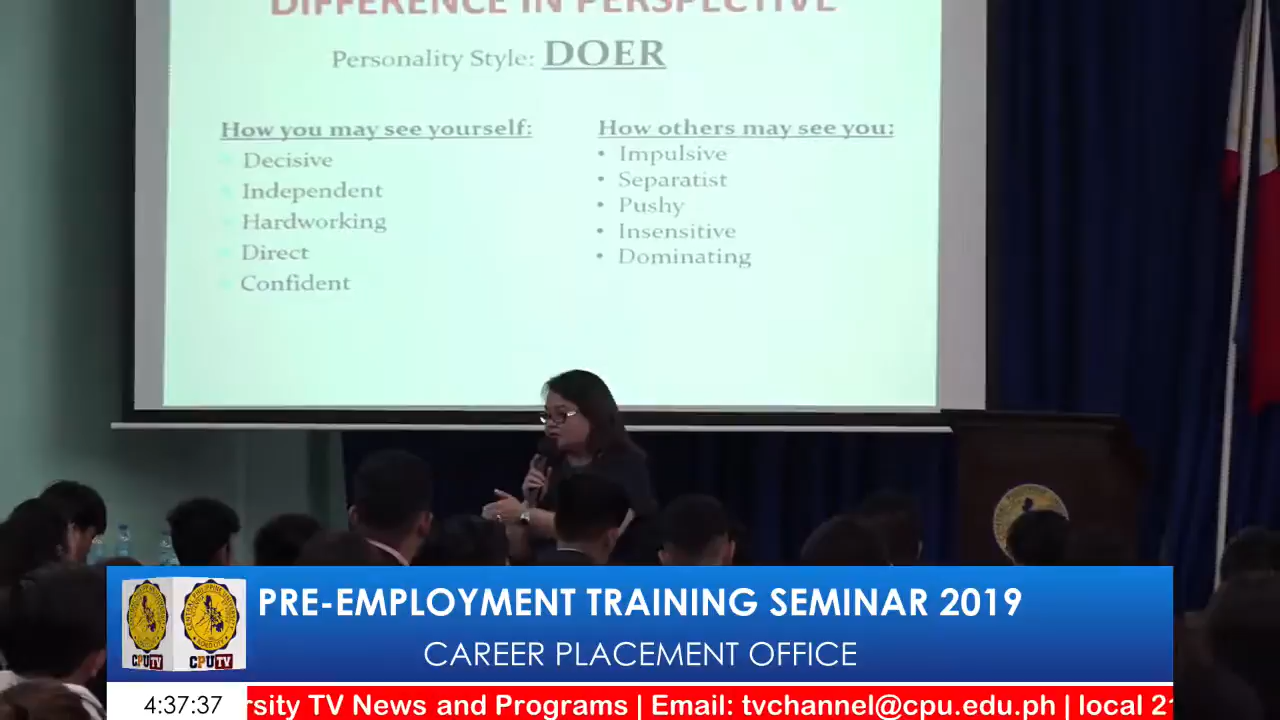 DIFFERENCE IN PERSPECTIVE
Personality Style: DOER
How you may see yourself:
Decisive
Independent
Hardworking
Direct
Confident
How others may see you:
• Impulsive
• Separatist
• Pushy
• Insensitive
• Dominating
PRE-EMPLOYMENT TRAINING SEMINAR 2019
CAREER PLACEMENT OFFICE
CPUTV
CPUTV
4:37:37
rsity TV News and Programs | Email: tvchannel@cpu.edu.ph | local 21